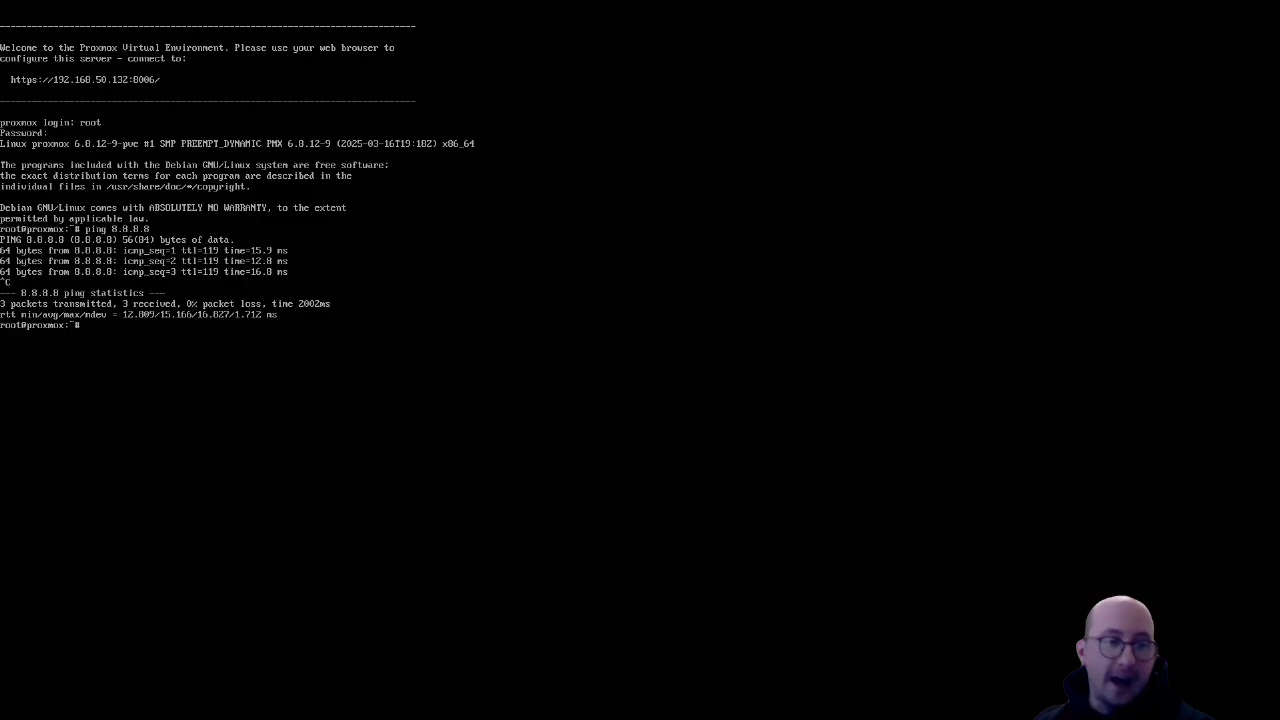 Welcome to the Proxmox Virtual Environment. Please use your web browser to
configure this server - connect to:
https://192.168.50.132:8006/
proxmox login: root
Password:
Linux proxmox 6.8.12-9-pve #1 SMP PREEMPT_DYNAMIC PMX 6.8.12-9 (2025-03-16T19:18Z) x86_64
The programs included with the Debian GNU/Linux system are free software;
the exact distribution terms for each program are described in the
individual files in /usr/share/doc/*/copyright.
Debian GNU/Linux comes with ABSOLUTELY NO WARRANTY, to the extent
permitted by applicable law.
root@proxmox:~# ping 8.8.8.8
PING 8.8.8.8 (8.8.8.8) 56(84) bytes of data.
64 bytes from 8.8.8.8: icmp_seq=1 ttl=119 time=15.9 ms
64 bytes from 8.8.8.8: icmp_seq=2 ttl=119 time=12.8 ms
64 bytes from 8.8.8.8: icmp_seq=3 ttl=119 time=16.8 ms
^C
--- 8.8.8.8 ping statistics ---
3 packets transmitted, 3 received, 0% packet loss, time 2002ms
rtt min/avg/max/mdev = 12.809/15.166/16.827/1.712 ms
root@proxmox:~#